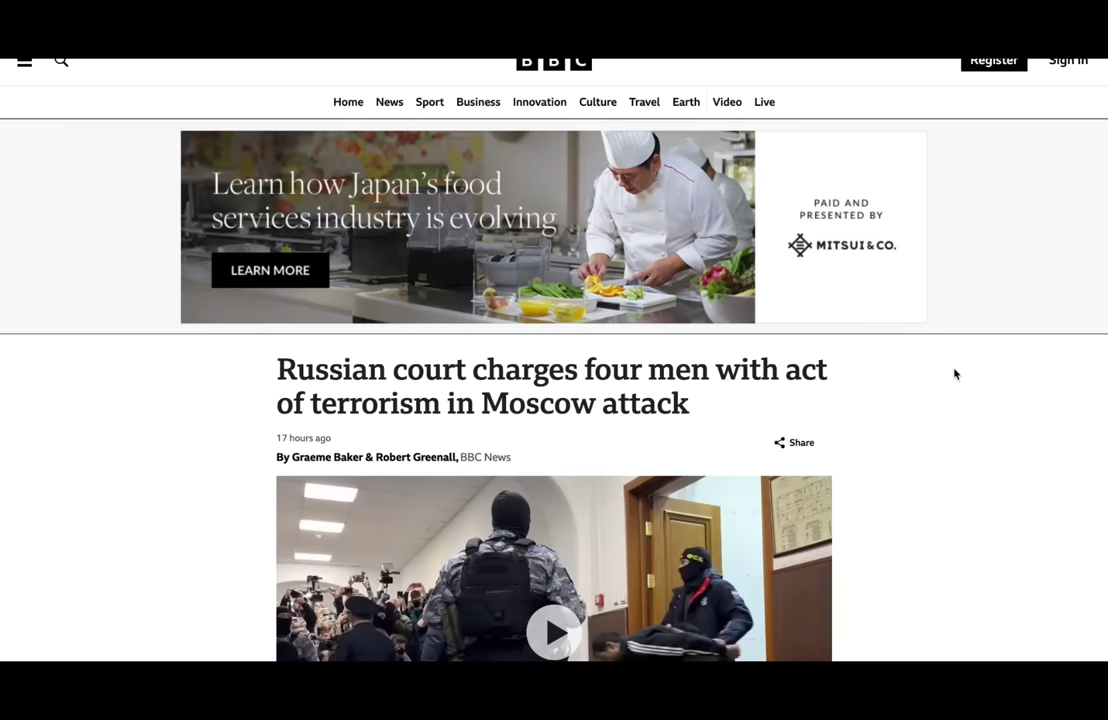 BBC
Register
Sign In
Home News Sport Business Innovation Culture Travel Earth Video Live
Learn how Japan's food
services industry is evolving
LEARN MORE
PAID AND
PRESENTED BY
MITSUI & CO.
Russian court charges four men with act
of terrorism in Moscow attack
17 hours ago
Share
By Graeme Baker & Robert Greenall, BBC News